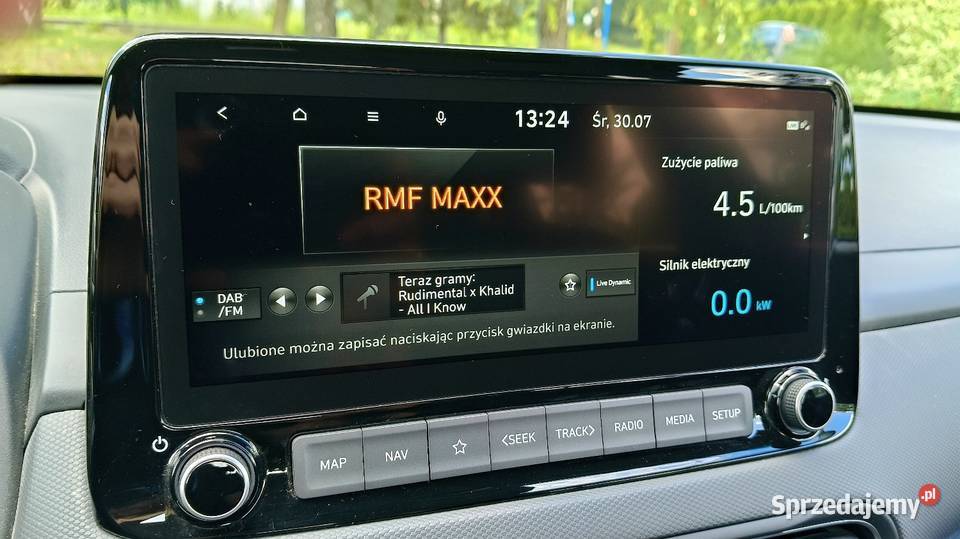 13:24 Śr, 30.07
LIVE
RMF MAXX
Zużycie paliwa
4.5 L/100km
Silnik elektryczny
0.0 kW
DAB
/FM
Teraz gramy:
Rudimental x Khalid
- All I Know
Live Dynamic
Ulubione można zapisać naciskając przycisk gwiazdki na ekranie.
MAP NAV <SEEK TRACK> RADIO MEDIA SETUP
Sprzedajemy.pl